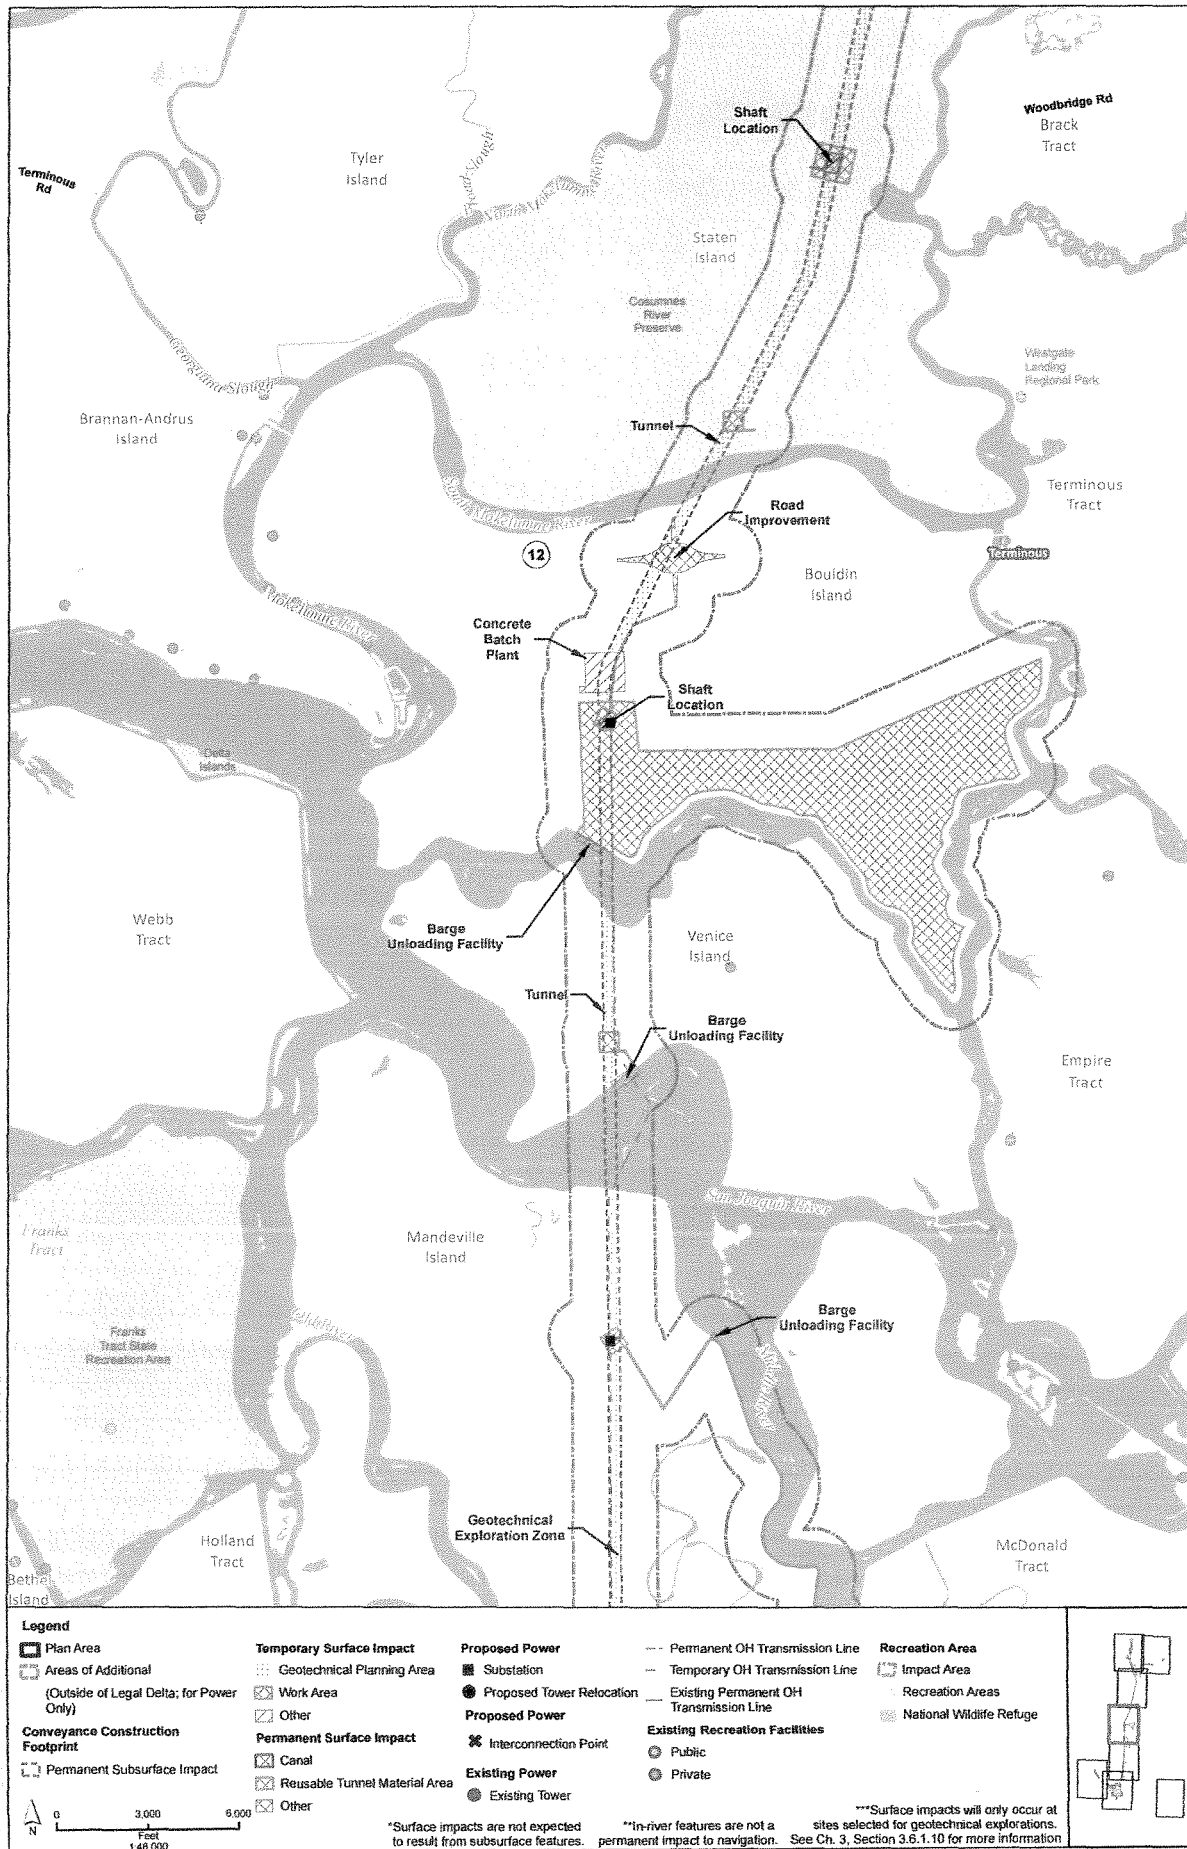 Shaft
Location
Woodbridge Rd
Brack
Tract
Tyler
Island
Terminous
Rd
Staten
Island
Cosumnes
River
Preserve
Westgate
Landing
Regional Park
Georgiana Slough
Brannan-Andrus
Island
Tunnel
Terminous
Tract
South Mokelumne River
Road
Improvement
12
Terminous
Bouldin
Island
Mokelumne River
Concrete
Batch
Plant
Shaft
Location
Delta
Islands
Webb
Tract
Barge
Unloading Facility
Venice
Island
Tunnel
Barge
Unloading Facility
Empire
Tract
San Joaquin River
Franks
Tract
Mandeville
Island
Barge
Unloading Facility
Franks
Tract State
Recreation Area
Geotechnical
Exploration Zone
Holland
Tract
McDonald
Tract
Bethel
Island
Legend
Plan Area
Areas of Additional
(Outside of Legal Delta; for Power
Only)
Conveyance Construction
Footprint
Permanent Subsurface Impact
Temporary Surface Impact
Geotechnical Planning Area
Work Area
Other
Permanent Surface Impact
Canal
Reusable Tunnel Material Area
Other
Proposed Power
Substation
Proposed Tower Relocation
Proposed Power
Interconnection Point
Existing Power
Existing Tower
Permanent OH Transmission Line
Temporary OH Transmission Line
Existing Permanent OH
Transmission Line
Existing Recreation Facilities
Public
Private
Recreation Area
Impact Area
Recreation Areas
National Wildlife Refuge
N
0 3,000 6,000
Feet
1:48,000
*Surface impacts are not expected
to result from subsurface features.
**In-river features are not a
permanent impact to navigation.
***Surface impacts will only occur at
sites selected for geotechnical explorations.
See Ch. 3, Section 3.6.1.10 for more information